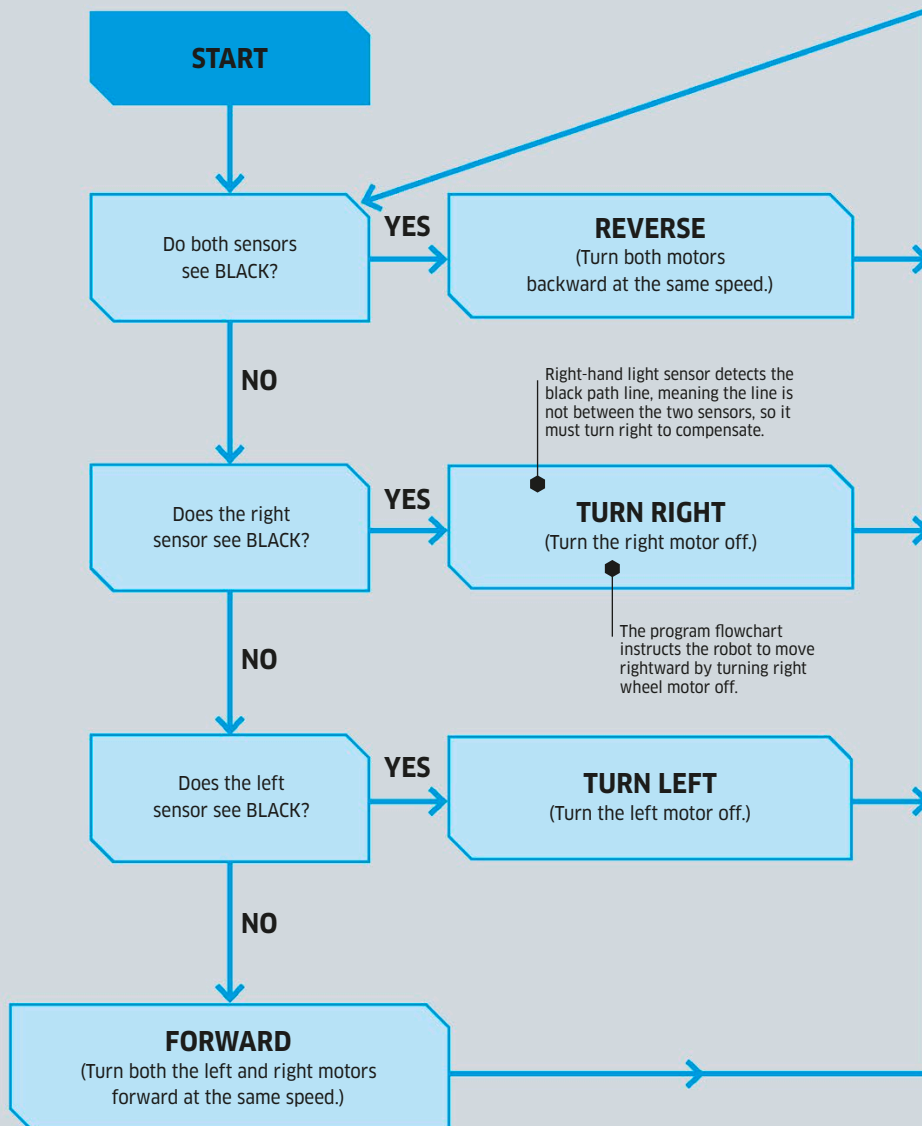 START
Do both sensors
see BLACK?
YES
REVERSE
(Turn both motors
backward at the same speed.)
NO
Right-hand light sensor detects the
black path line, meaning the line is
not between the two sensors, so it
must turn right to compensate.
Does the right
sensor see BLACK?
YES
TURN RIGHT
(Turn the right motor off.)
The program flowchart
instructs the robot to move
rightward by turning right
wheel motor off.
NO
Does the left
sensor see BLACK?
YES
TURN LEFT
(Turn the left motor off.)
NO
FORWARD
(Turn both the left and right motors
forward at the same speed.)